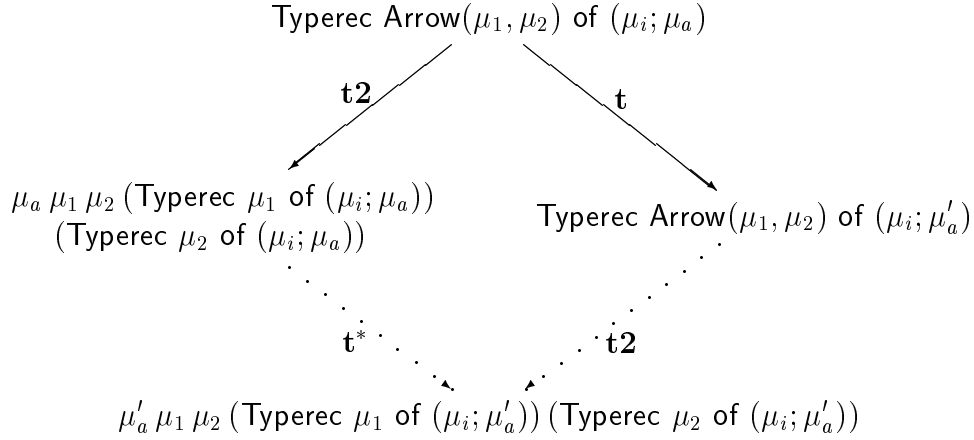 Typerec Arrow(μ₁, μ₂) of (μᵢ; μₐ)
t2
t
μₐ μ₁ μ₂ (Typerec μ₁ of (μᵢ; μₐ))
(Typerec μ₂ of (μᵢ; μₐ))
Typerec Arrow(μ₁, μ₂) of (μᵢ; μ′ₐ)
t*
t2
μ′ₐ μ₁ μ₂ (Typerec μ₁ of (μᵢ; μ′ₐ)) (Typerec μ₂ of (μᵢ; μ′ₐ))